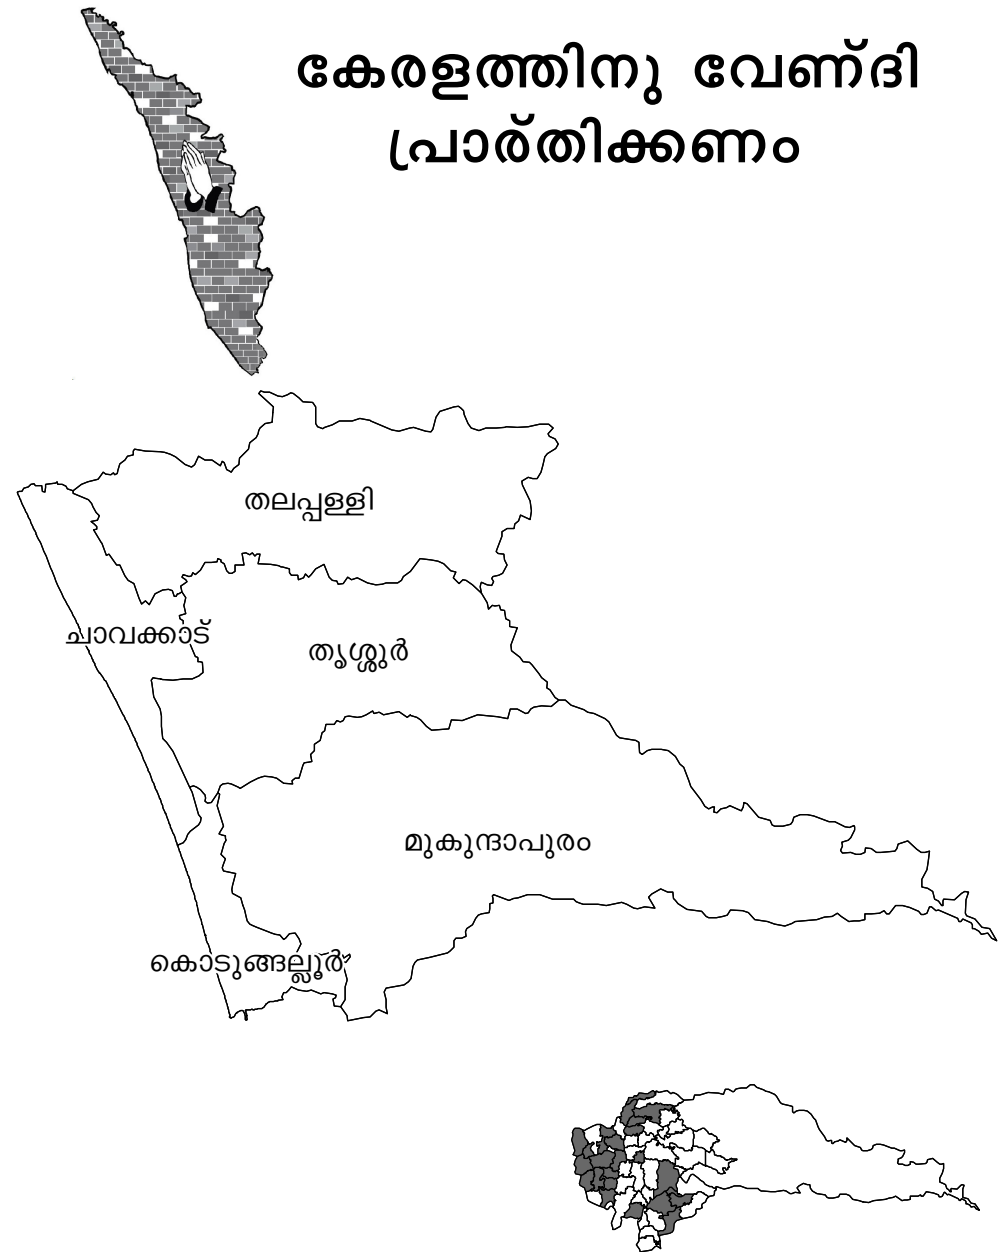 കേരളത്തിനു വേണ്ദി
പ്രാര്തിക്കണം
തലപ്പള്ളി
ചാവക്കാട്
തൃശ്ശൂർ
മുകുന്ദാപുരം
കൊടുങ്ങല്ലൂർ